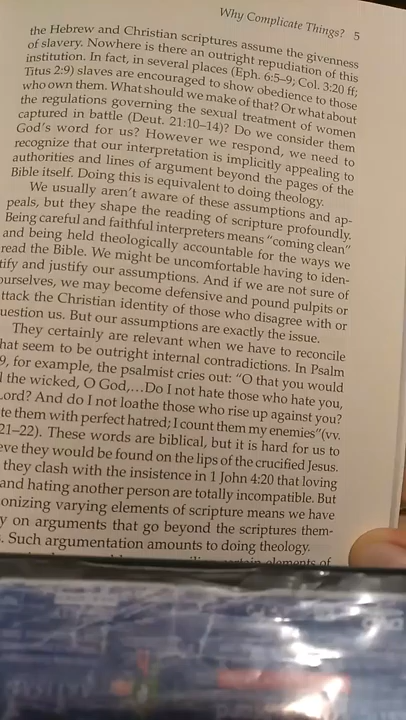 Why Complicate Things? 5
the Hebrew and Christian scriptures assume the givenness
of slavery. Nowhere is there an outright repudiation of this
institution. In fact, in several places (Eph. 6:5–9; Col. 3:20 ff;
Titus 2:9) slaves are encouraged to show obedience to those
who own them. What should we make of that? Or what about
the regulations governing the sexual treatment of women
captured in battle (Deut. 21:10–14)? Do we consider them
God's word for us? However we respond, we need to
recognize that our interpretation is implicitly appealing to
authorities and lines of argument beyond the pages of the
Bible itself. Doing this is equivalent to doing theology.
We usually aren't aware of these assumptions and ap-
peals, but they shape the reading of scripture profoundly.
Being careful and faithful interpreters means "coming clean"
and being held theologically accountable for the ways we
read the Bible. We might be uncomfortable having to iden-
tify and justify our assumptions. And if we are not sure of
ourselves, we may become defensive and pound pulpits or
ttack the Christian identity of those who disagree with or
uestion us. But our assumptions are exactly the issue.
They certainly are relevant when we have to reconcile
hat seem to be outright internal contradictions. In Psalm
9, for example, the psalmist cries out: "O that you would
l the wicked, O God,…Do I not hate those who hate you,
Lord? And do I not loathe those who rise up against you?
te them with perfect hatred; I count them my enemies"(vv.
21–22). These words are biblical, but it is hard for us to
eve they would be found on the lips of the crucified Jesus.
they clash with the insistence in 1 John 4:20 that loving
and hating another person are totally incompatible. But
onizing varying elements of scripture means we have
y on arguments that go beyond the scriptures them-
. Such argumentation amounts to doing theology.
certain elements of